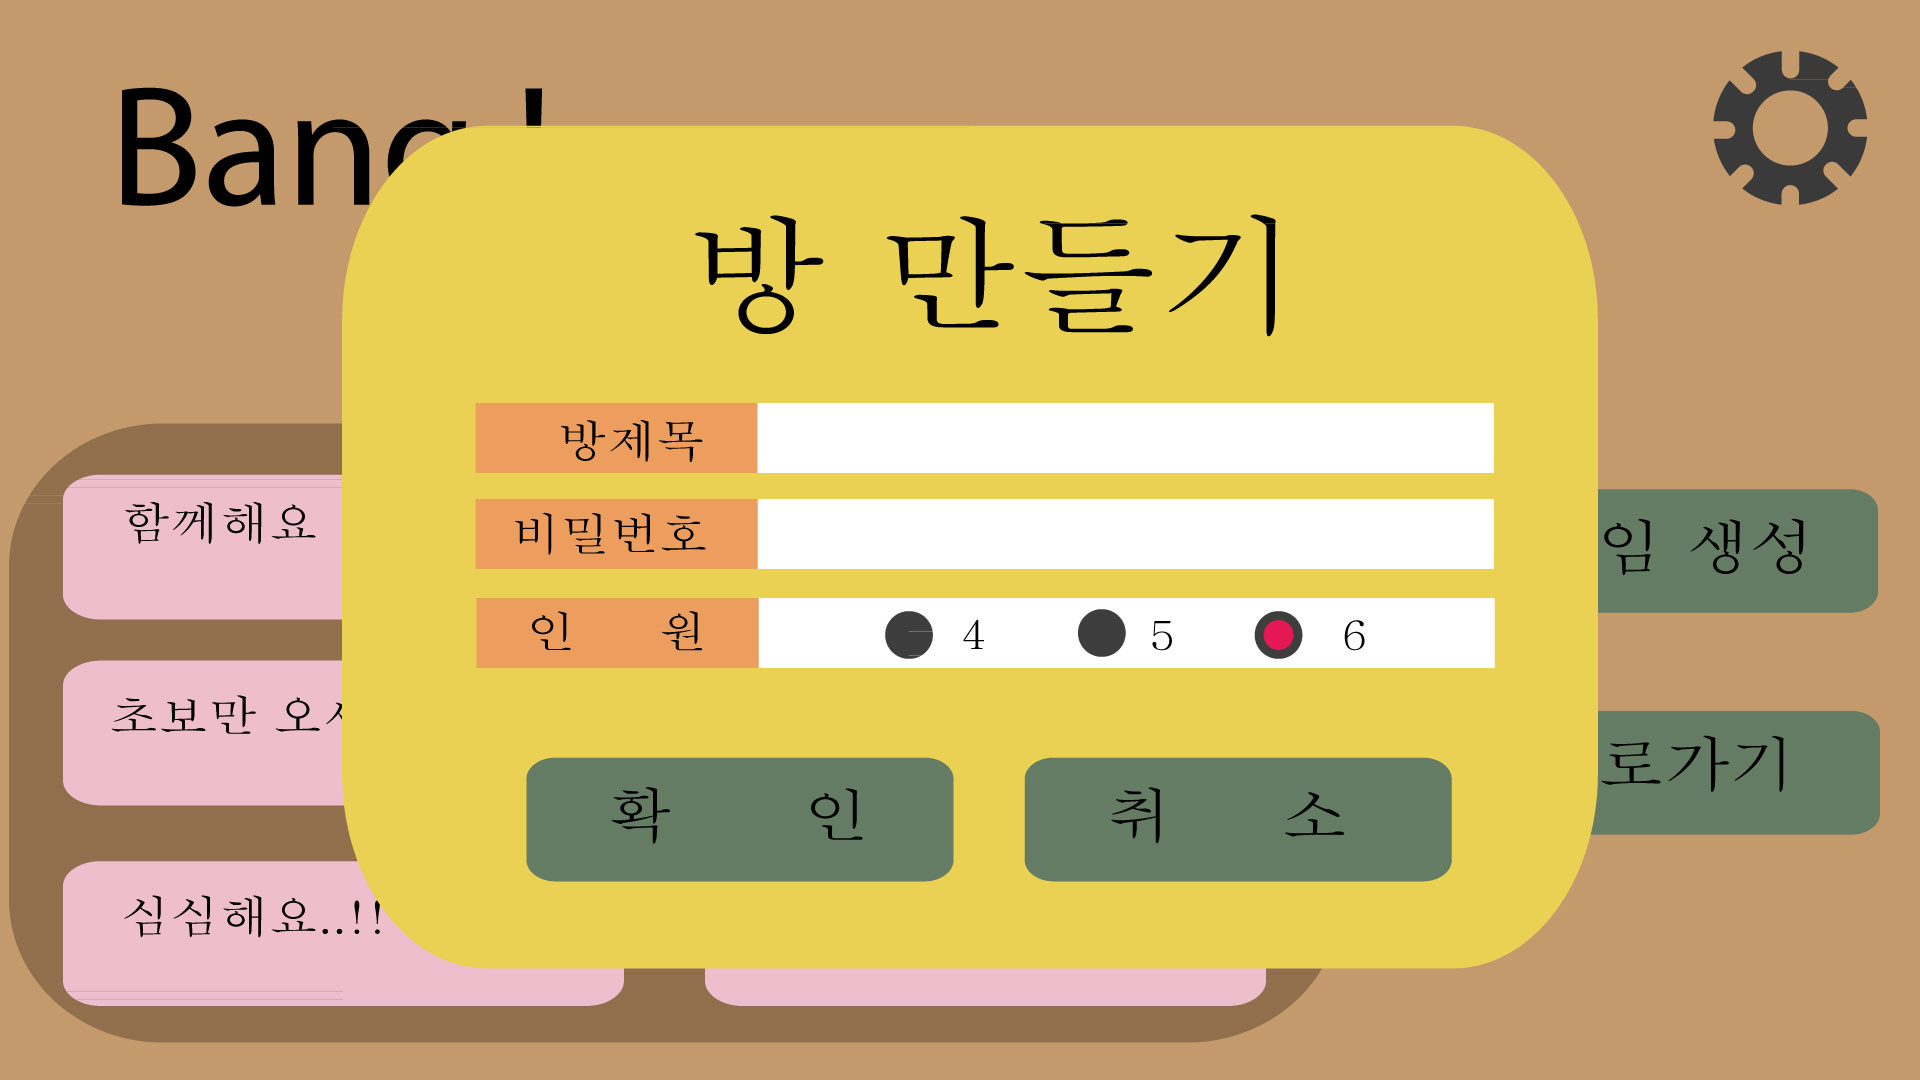 Bang !
방 만들기
방제목
비밀번호
인 원 4 5 6
확 인
취 소
함께해요
초보만 오
심심해요..!!
임 생성
로가기